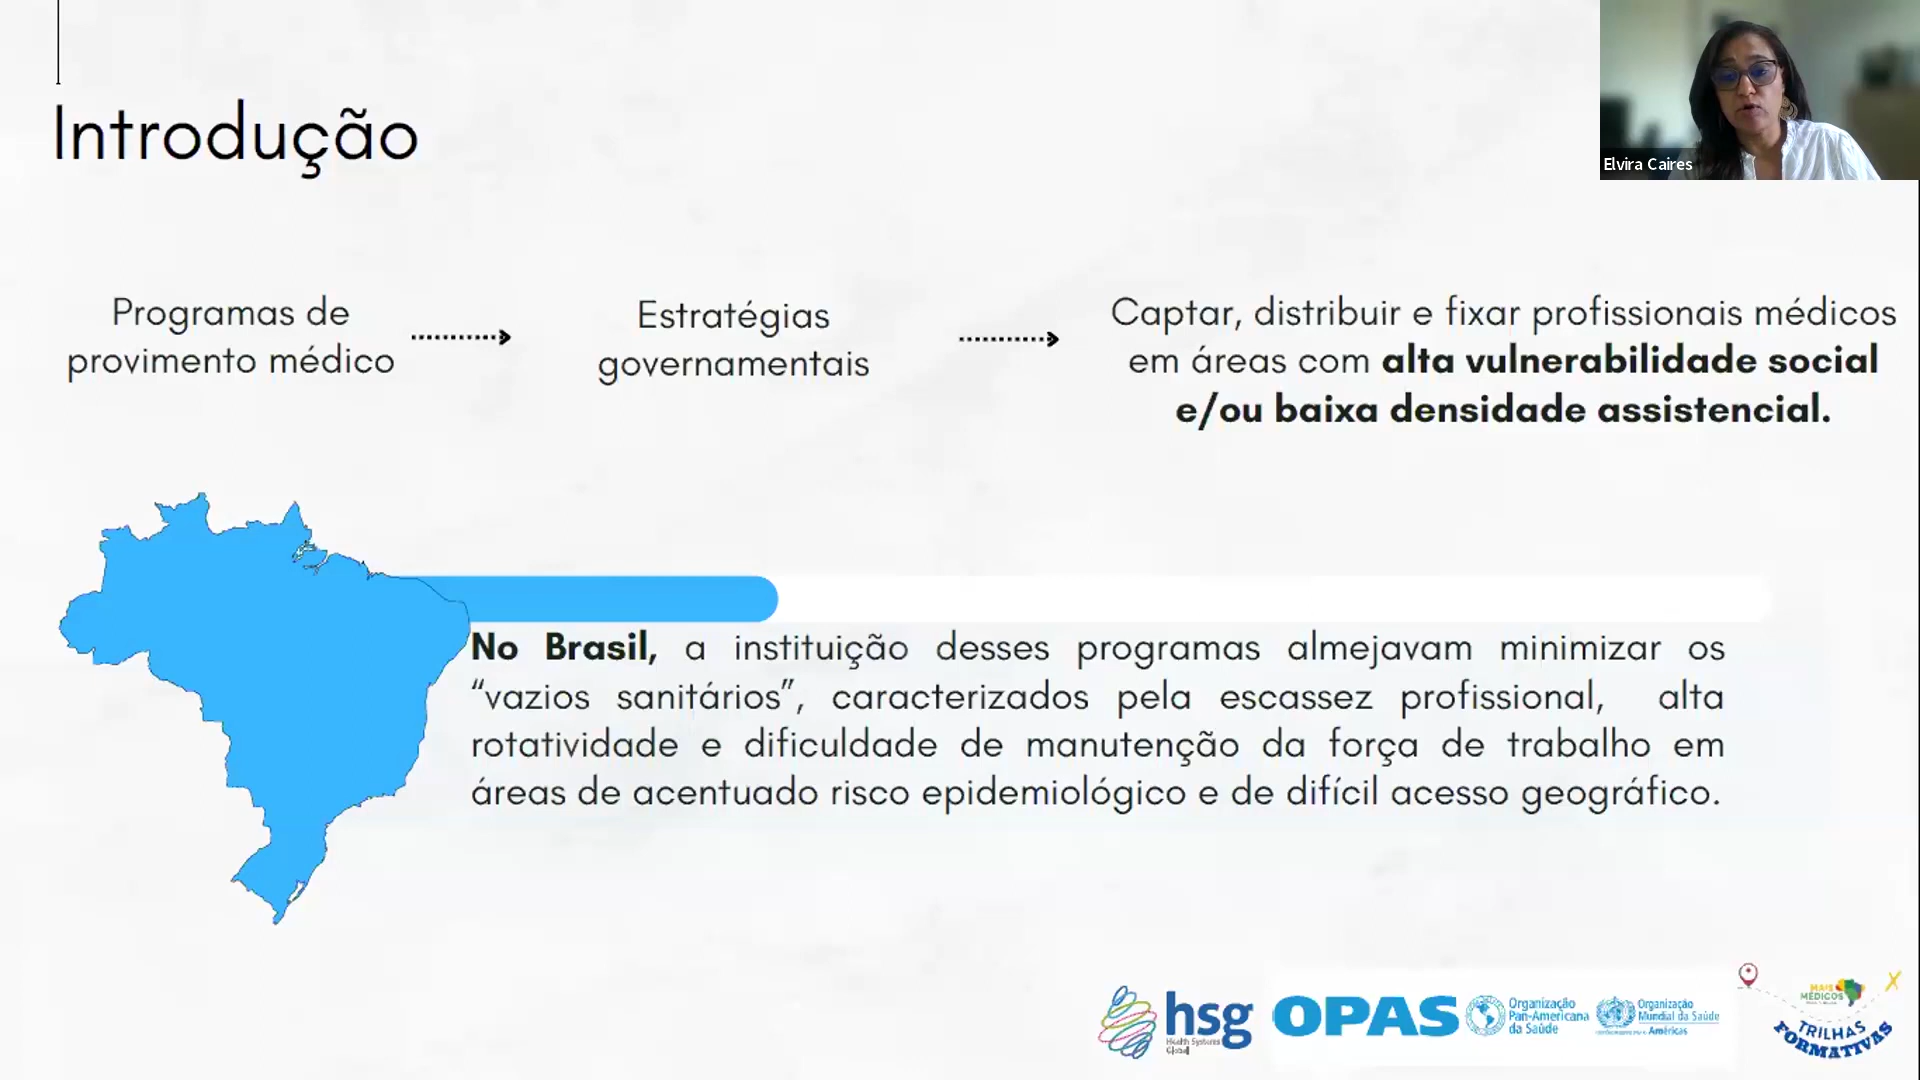 Introdução
Elvira Caires
Programas de
provimento médico
Estratégias
governamentais
Captar, distribuir e fixar profissionais médicos
em áreas com alta vulnerabilidade social
e/ou baixa densidade assistencial.
No Brasil, a instituição desses programas almejavam minimizar os
“vazios sanitários”, caracterizados pela escassez profissional, alta
rotatividade e dificuldade de manutenção da força de trabalho em
áreas de acentuado risco epidemiológico e de difícil acesso geográfico.
hsg
Health Systems
Global
OPAS
Organização
Pan-Americana
da Saúde
Organização
Mundial da Saúde
Américas
MAIS
MÉDICOS
TRILHAS
FORMATIVAS